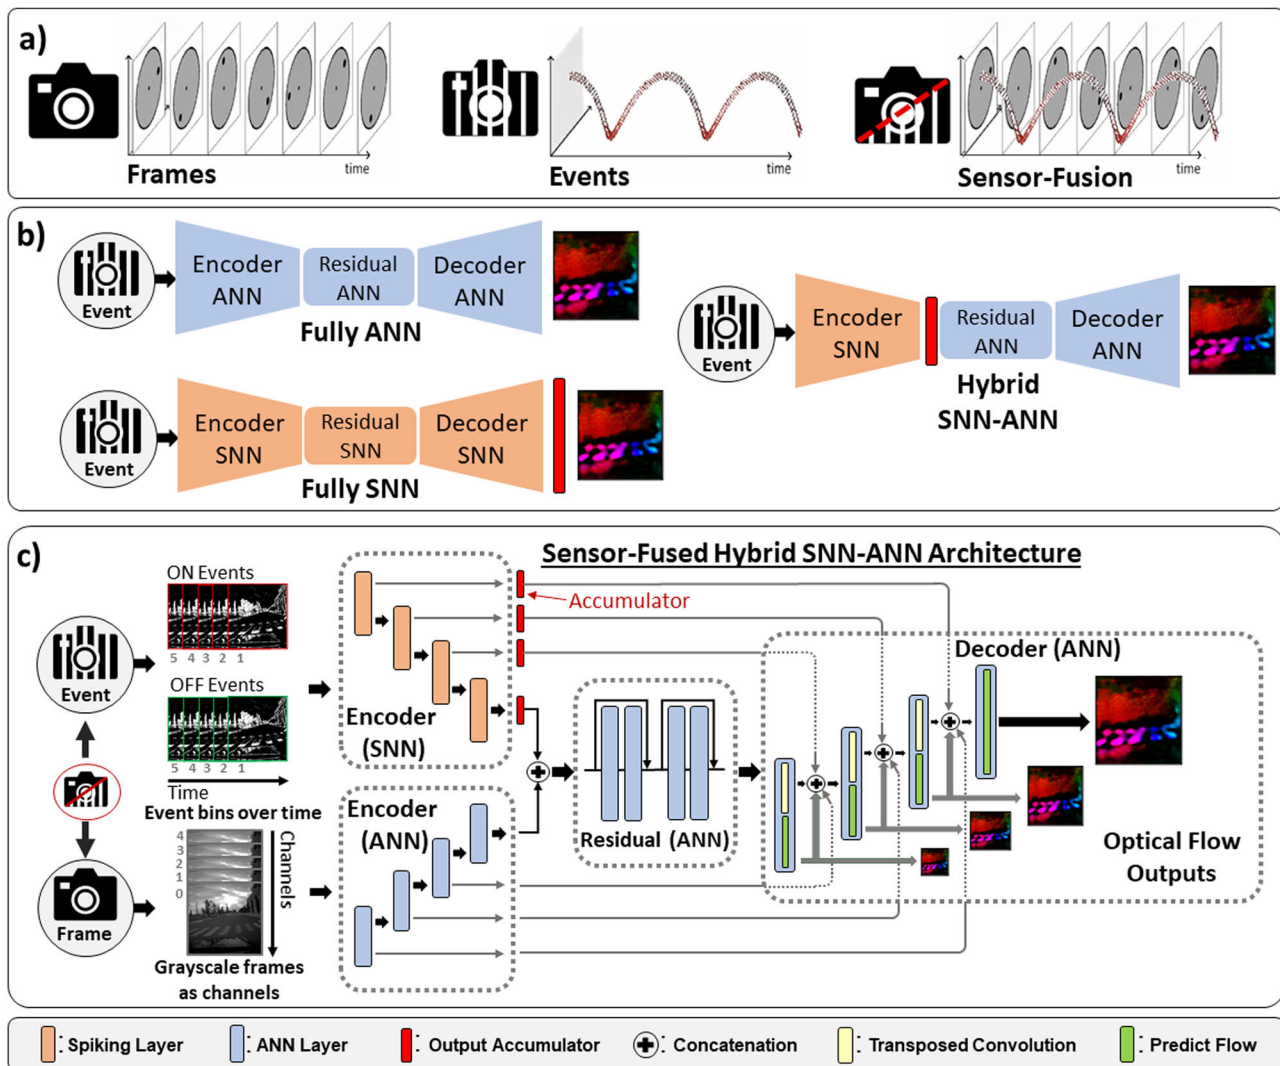 a)
time
Frames
time
Events
time
Sensor-Fusion
b)
Event
Encoder
ANN
Residual
ANN
Decoder
ANN
Fully ANN
Event
Encoder
SNN
Residual
SNN
Decoder
SNN
Fully SNN
Event
Encoder
SNN
Residual
ANN
Decoder
ANN
Hybrid
SNN-ANN
c)
Sensor-Fused Hybrid SNN-ANN Architecture
ON Events
5 4 3 2 1
Event
OFF Events
5 4 3 2 1
Time
Event bins over time
Encoder
(SNN)
Accumulator
Frame
4
3
2
1
0
Channels
Grayscale frames
as channels
Encoder
(ANN)
Residual (ANN)
Decoder (ANN)
Optical Flow
Outputs
: Spiking Layer
: ANN Layer
: Output Accumulator
: Concatenation
: Transposed Convolution
: Predict Flow